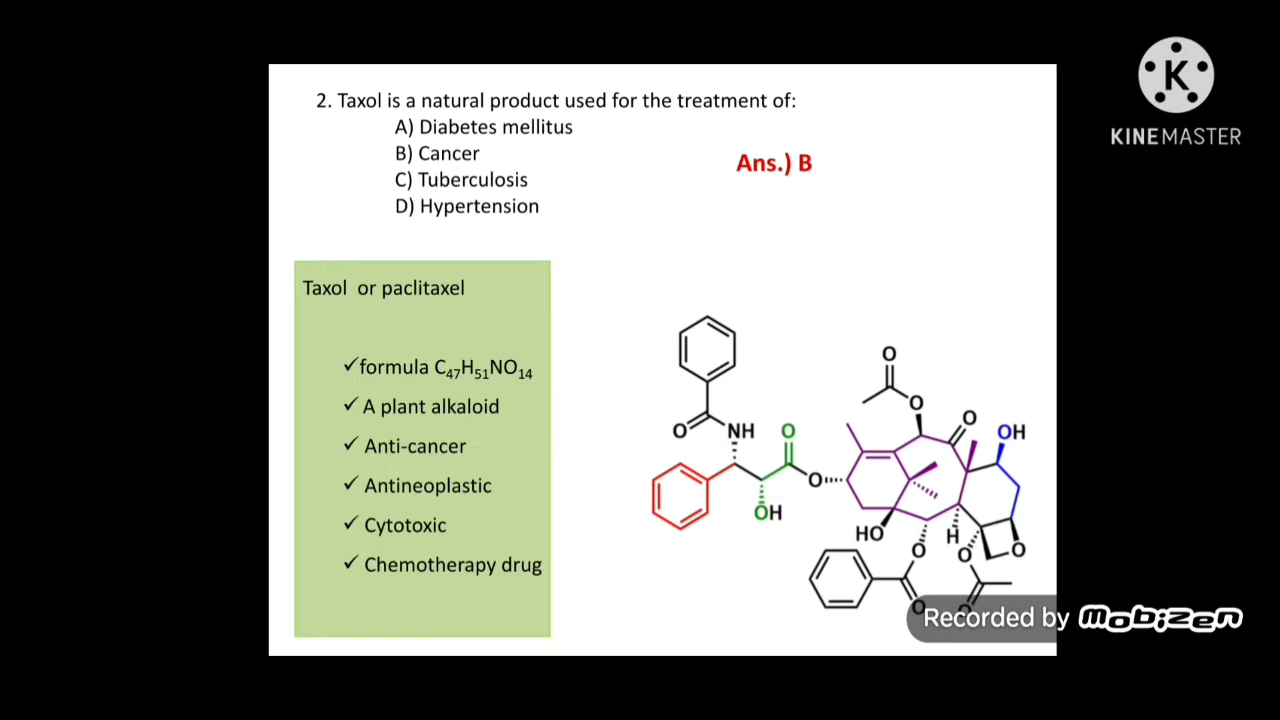 2. Taxol is a natural product used for the treatment of:
A) Diabetes mellitus
B) Cancer
C) Tuberculosis
D) Hypertension
Ans.) B
K
KINEMASTER
Taxol or paclitaxel
✓formula C₄₇H₅₁NO₁₄
✓ A plant alkaloid
✓ Anti-cancer
✓ Antineoplastic
✓ Cytotoxic
✓ Chemotherapy drug
O
O
O
OH
O
NH
O
O
OH
HO
H
O
O
O
O
O
Recorded by mobizen